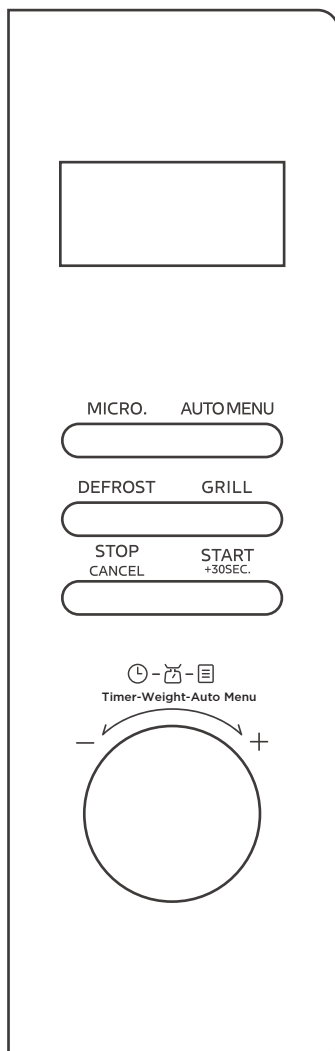 MICRO. AUTO MENU
DEFROST GRILL
STOP START
CANCEL +30SEC.
Timer-Weight-Auto Menu
− +